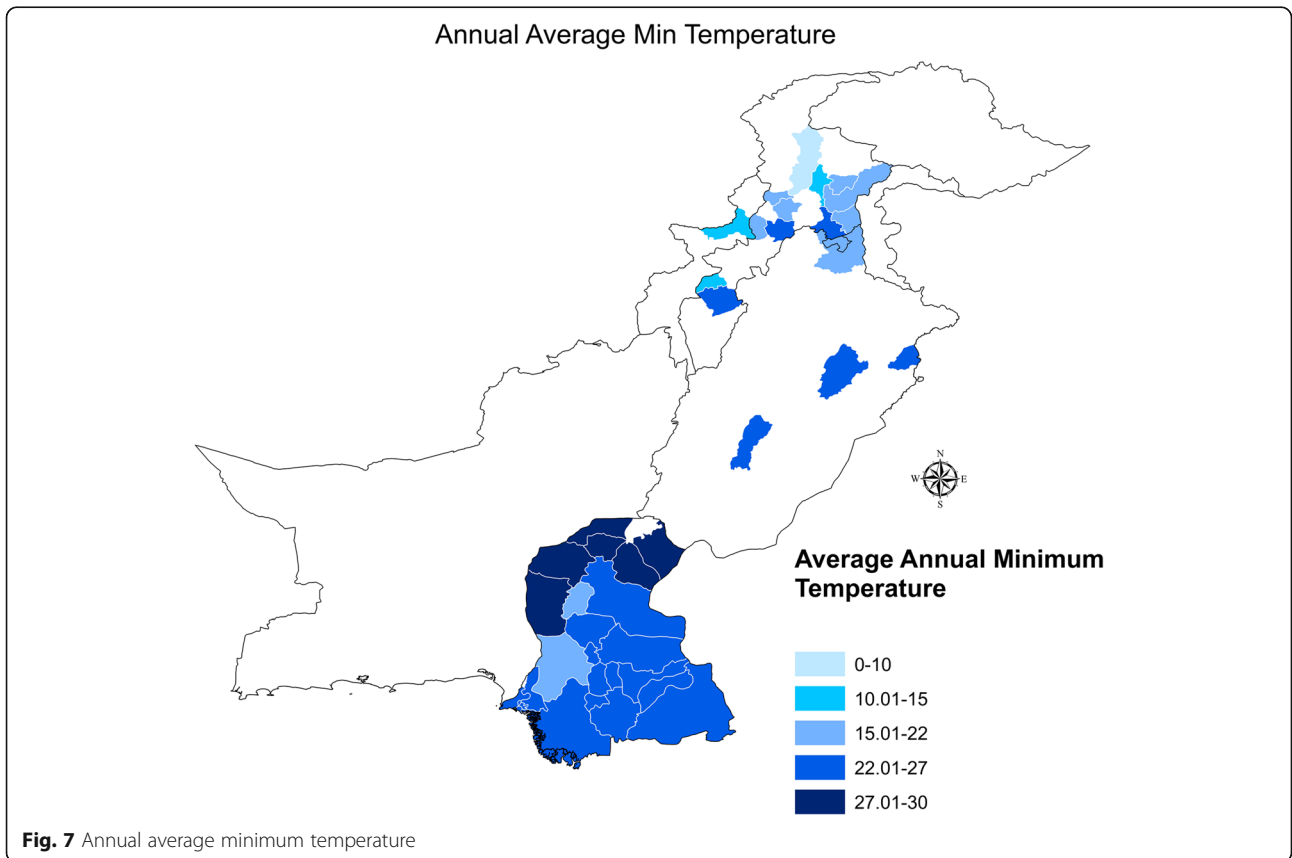 Annual Average Min Temperature
N
W E
S
Average Annual Minimum
Temperature
0-10
10.01-15
15.01-22
22.01-27
27.01-30
Fig. 7 Annual average minimum temperature